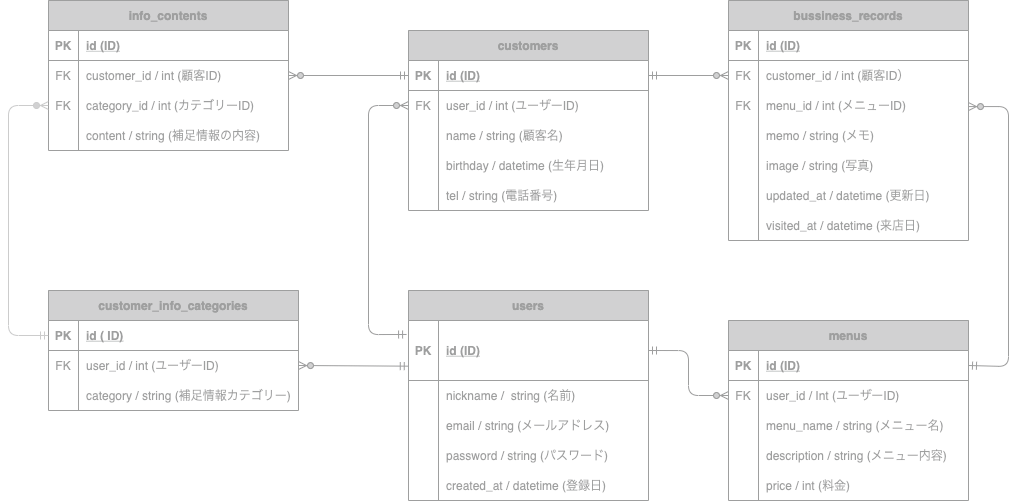 info_contents
PK id (ID)
FK customer_id / int (顧客ID)
FK category_id / int (カテゴリーID)
content / string (補足情報の内容)
customers
PK id (ID)
FK user_id / int (ユーザーID)
name / string (顧客名)
birthday / datetime (生年月日)
tel / string (電話番号)
bussiness_records
PK id (ID)
FK customer_id / int (顧客ID)
FK menu_id / int (メニューID)
memo / string (メモ)
image / string (写真)
updated_at / datetime (更新日)
visited_at / datetime (来店日)
customer_info_categories
PK id ( ID)
FK user_id / int (ユーザーID)
category / string (補足情報カテゴリー)
users
PK id (ID)
nickname / string (名前)
email / string (メールアドレス)
password / string (パスワード)
created_at / datetime (登録日)
menus
PK id (ID)
FK user_id / Int (ユーザーID)
menu_name / string (メニュー名)
description / string (メニュー内容)
price / int (料金)